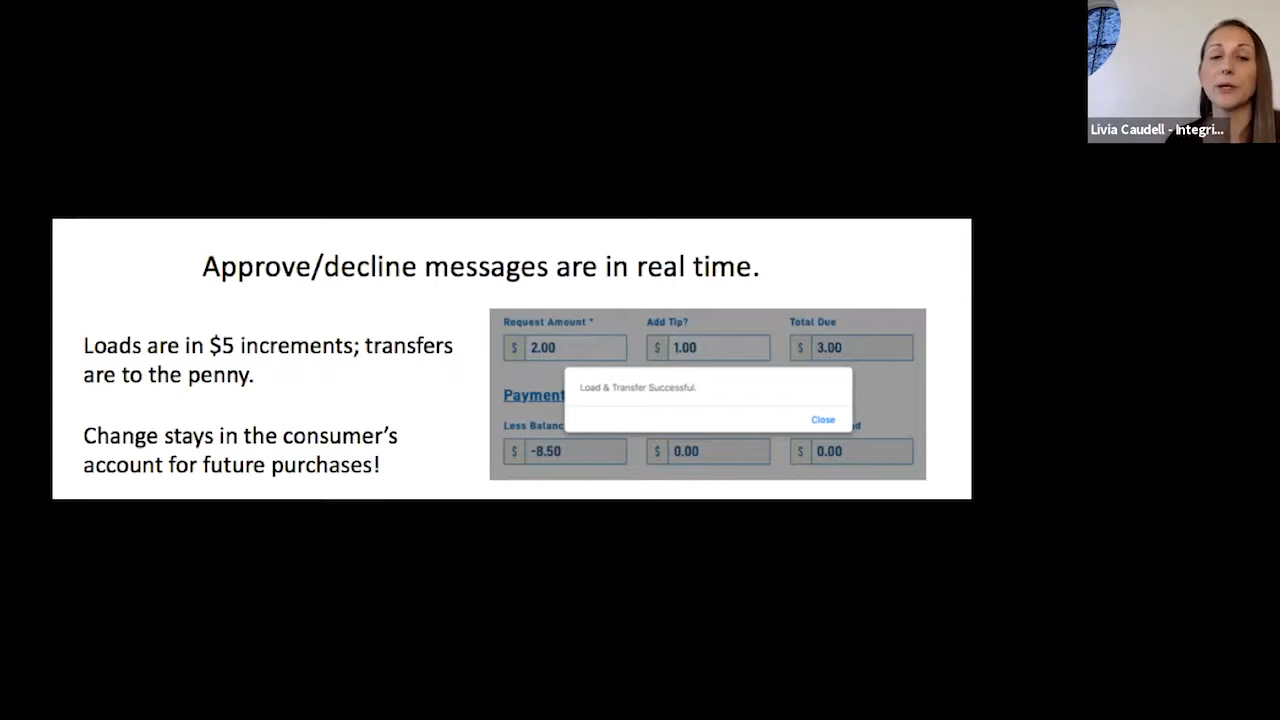 Livia Caudell - Integri...
Approve/decline messages are in real time.
Loads are in $5 increments; transfers
are to the penny.
Change stays in the consumer’s
account for future purchases!
Request Amount * Add Tip? Total Due
$ 2.00 $ 1.00 $ 3.00
Load & Transfer Successful.
Payment
Close
Less Balanc
$ -8.50 $ 0.00 $ 0.00